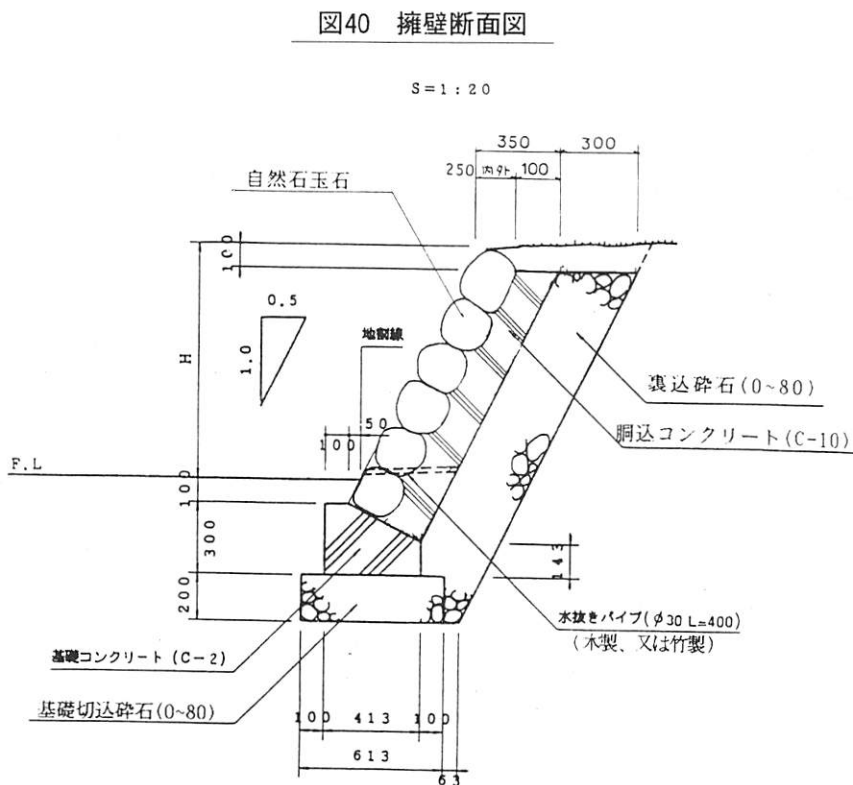 図40 擁壁断面図
S=1:20
350
300
250 内外 100
自然石玉石
100
0.5
1.0
H
地割線
裏込砕石(0~80)
胴込コンクリート(C-10)
50
100
F.L
100
300
143
200
水抜きパイプ(φ30 L=400)
(木製、又は竹製)
基礎コンクリート(C-2)
基礎切込砕石(0~80)
100 413 100
613
63